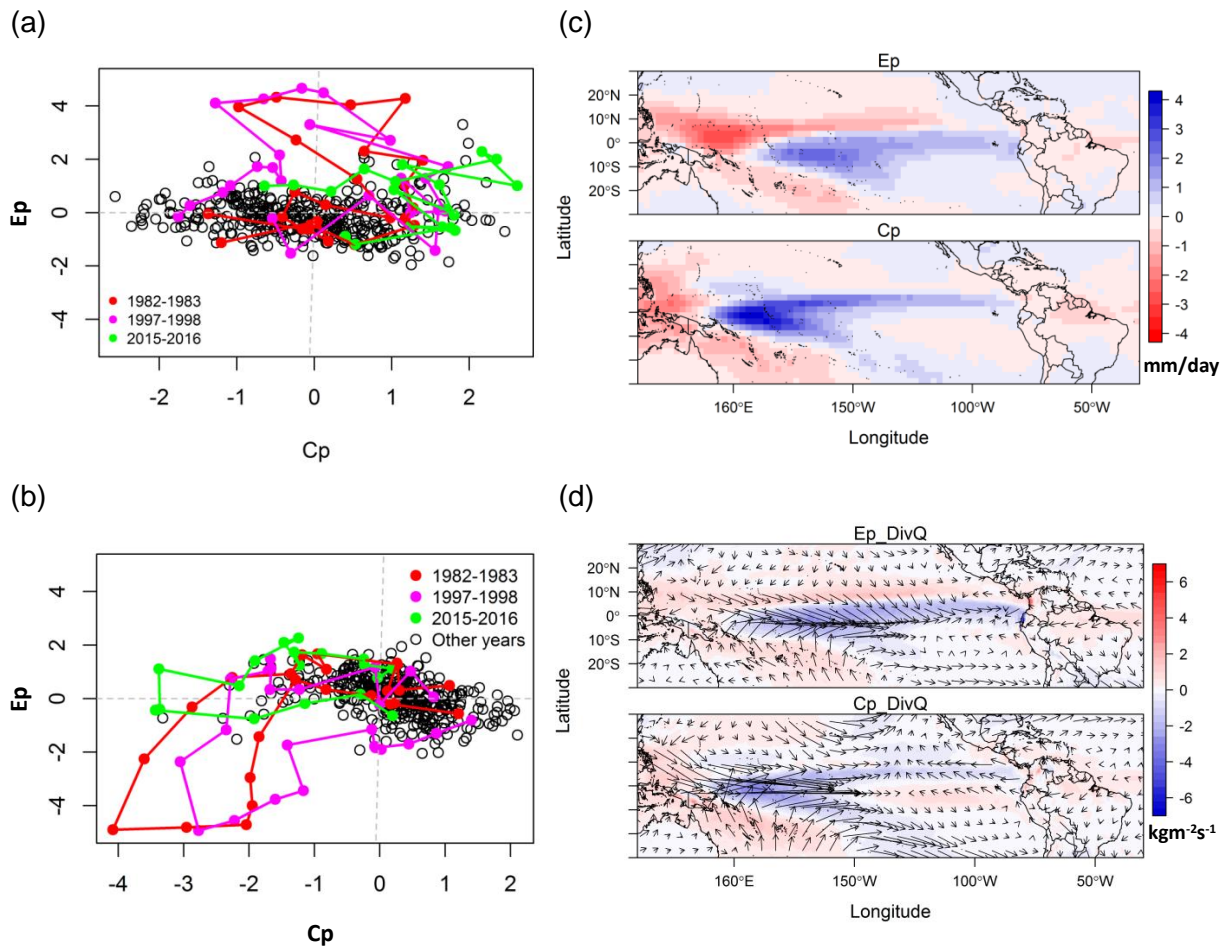 (a)
Ep
4
2
0
-2
-4
-2
-1
0
1
2
Cp
1982-1983
1997-1998
2015-2016
(c)
Ep
20°N
10°N
0°
10°S
20°S
Cp
Latitude
160°E
150°W
100°W
50°W
Longitude
4
3
2
1
0
-1
-2
-3
-4
mm/day
(b)
Ep
4
2
0
-2
-4
-4
-3
-2
-1
0
1
2
Cp
1982-1983
1997-1998
2015-2016
Other years
(d)
Ep_DivQ
20°N
10°N
0°
10°S
20°S
Cp_DivQ
Latitude
160°E
150°W
100°W
50°W
Longitude
6
4
2
0
-2
-4
-6
kgm⁻²s⁻¹